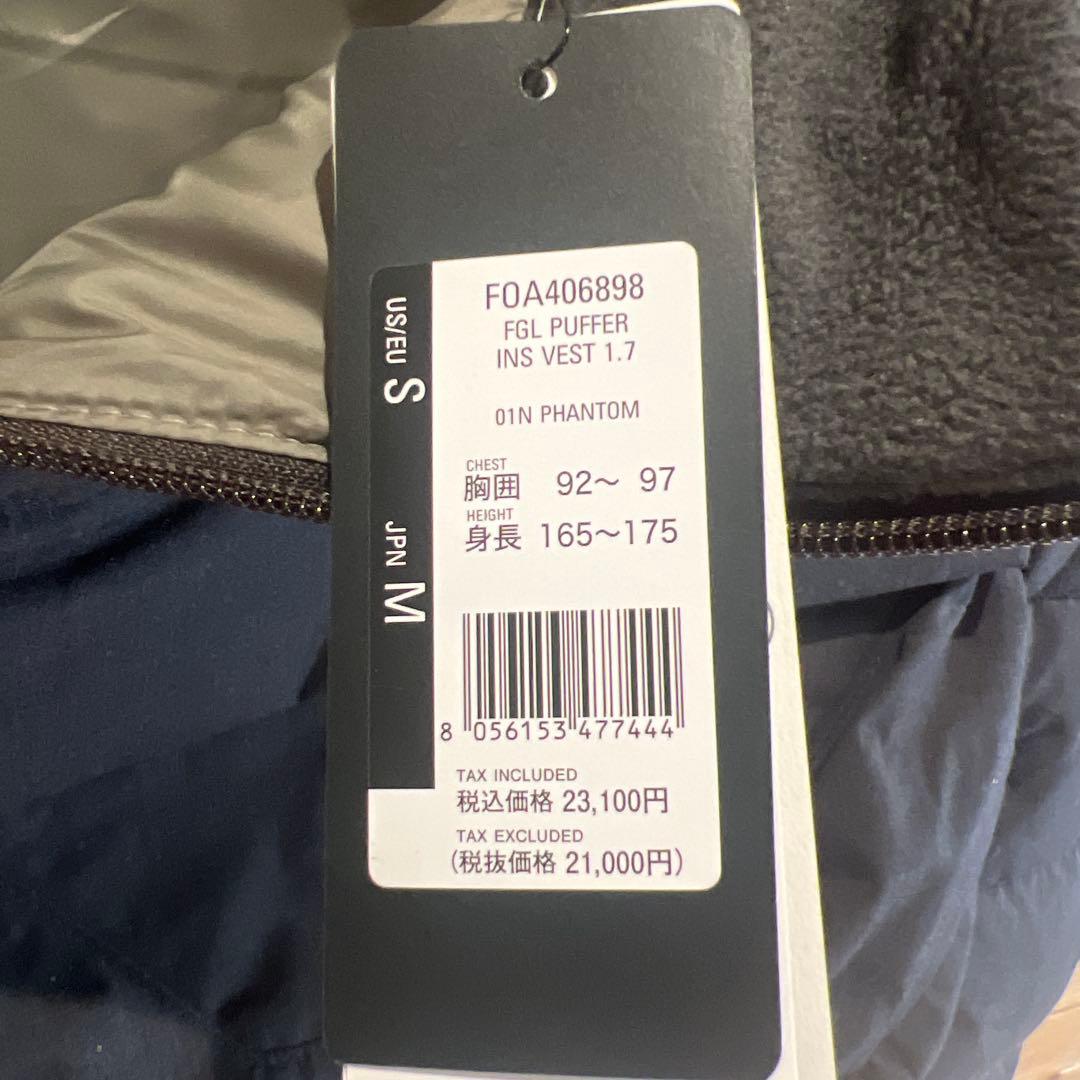 FOA406898
FGL PUFFER
INS VEST 1.7
01N PHANTOM
US/EU S
JPN M
CHEST
胸囲 92～ 97
HEIGHT
身長 165～175
8 056153 477444
TAX INCLUDED
税込価格 23,100円
TAX EXCLUDED
(税抜価格 21,000円)